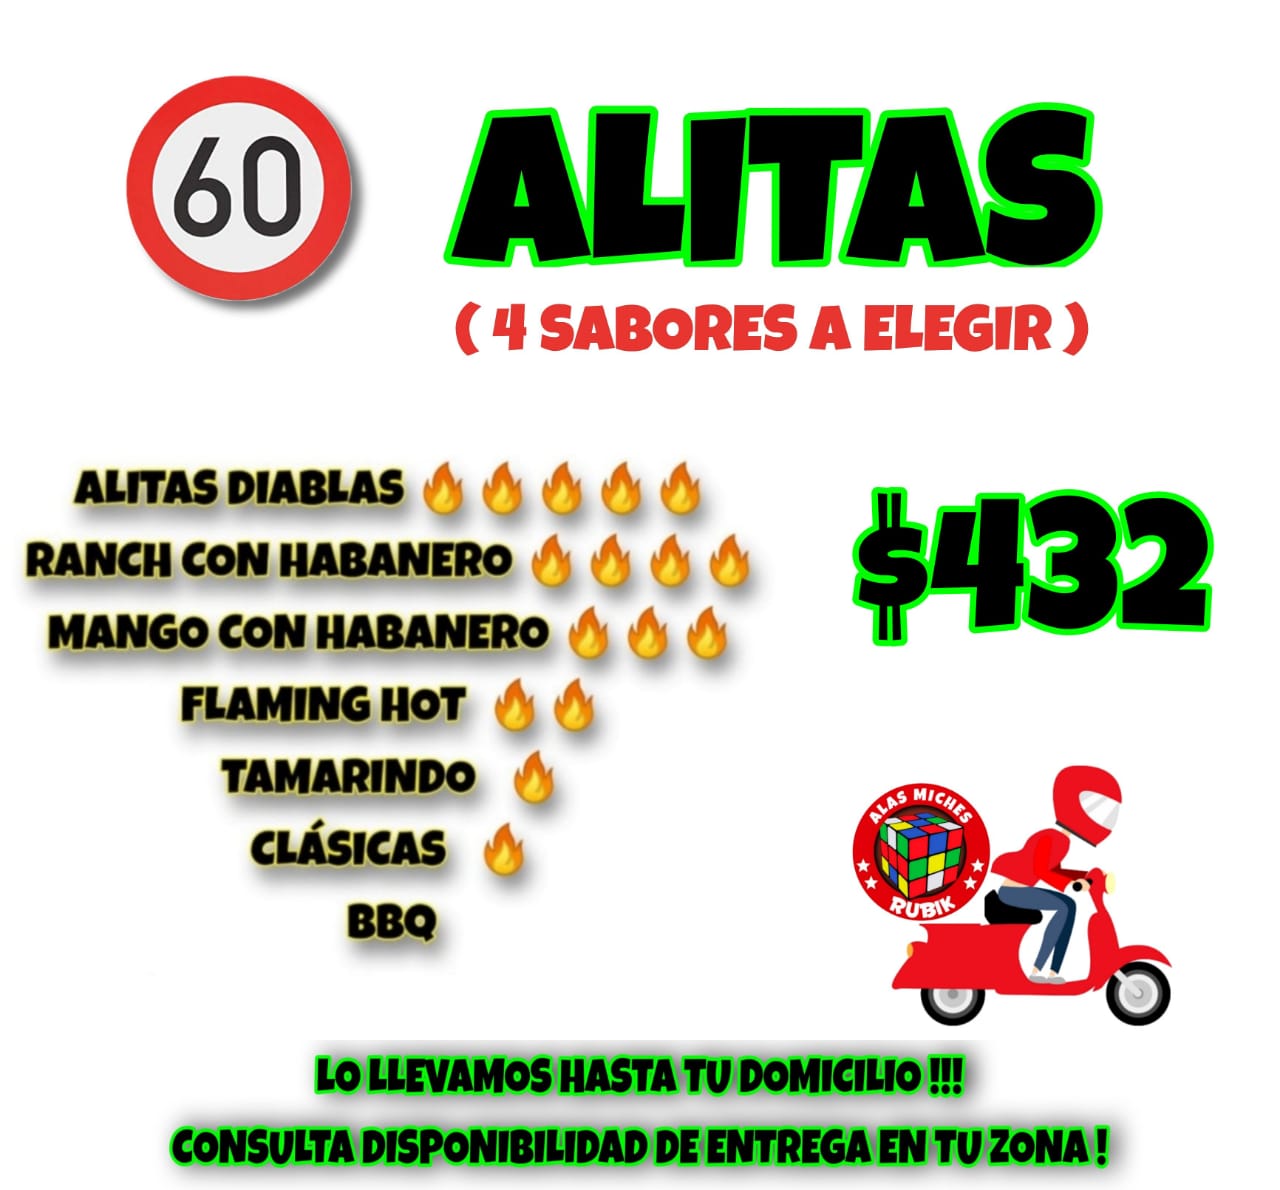 60
ALITAS
( 4 SABORES A ELEGIR )
ALITAS DIABLAS
RANCH CON HABANERO
MANGO CON HABANERO
FLAMING HOT
TAMARINDO
CLÁSICAS
BBQ
$432
ALAS MICHES
RUBIK
LO LLEVAMOS HASTA TU DOMICILIO !!!
CONSULTA DISPONIBILIDAD DE ENTREGA EN TU ZONA !